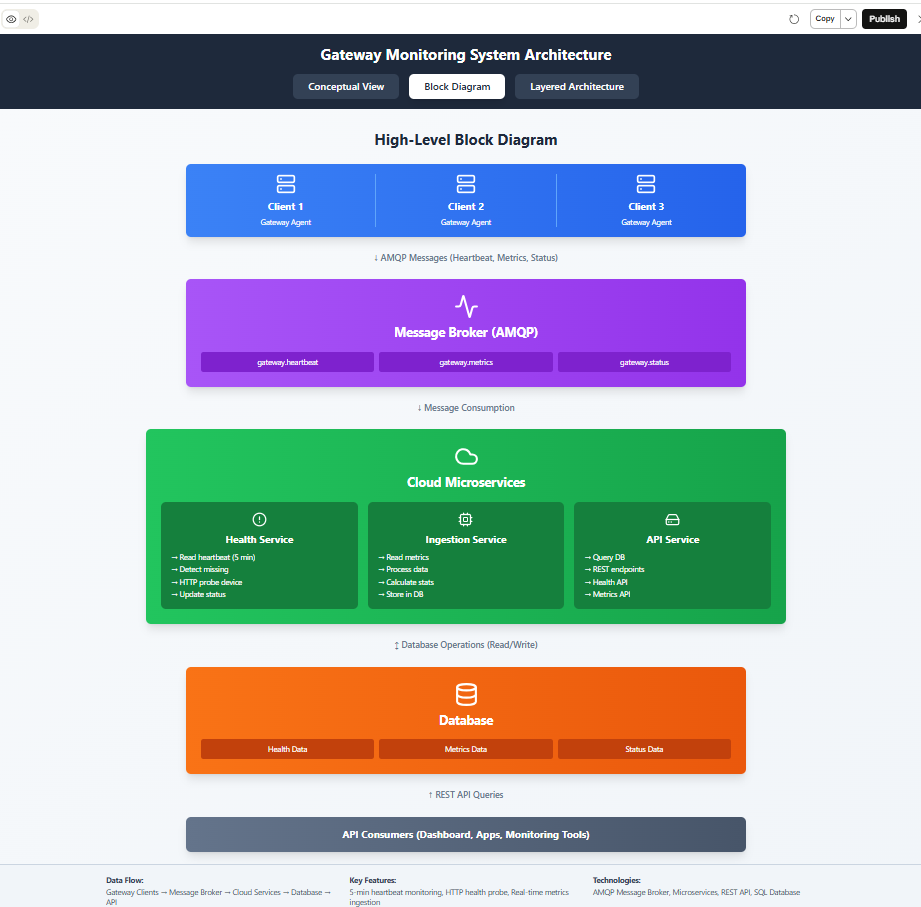 Copy
Publish
Gateway Monitoring System Architecture
Conceptual View
Block Diagram
Layered Architecture
High-Level Block Diagram
Client 1
Gateway Agent
Client 2
Gateway Agent
Client 3
Gateway Agent
↓ AMQP Messages (Heartbeat, Metrics, Status)
Message Broker (AMQP)
gateway.heartbeat
gateway.metrics
gateway.status
↓ Message Consumption
Cloud Microservices
Health Service
→ Read heartbeat (5 min)
→ Detect missing
→ HTTP probe device
→ Update status
Ingestion Service
→ Read metrics
→ Process data
→ Calculate stats
→ Store in DB
API Service
→ Query DB
→ REST endpoints
→ Health API
→ Metrics API
↕ Database Operations (Read/Write)
Database
Health Data
Metrics Data
Status Data
↑ REST API Queries
API Consumers (Dashboard, Apps, Monitoring Tools)
Data Flow:
Gateway Clients → Message Broker → Cloud Services → Database →
API
Key Features:
5-min heartbeat monitoring, HTTP health probe, Real-time metrics
ingestion
Technologies:
AMQP Message Broker, Microservices, REST API, SQL Database